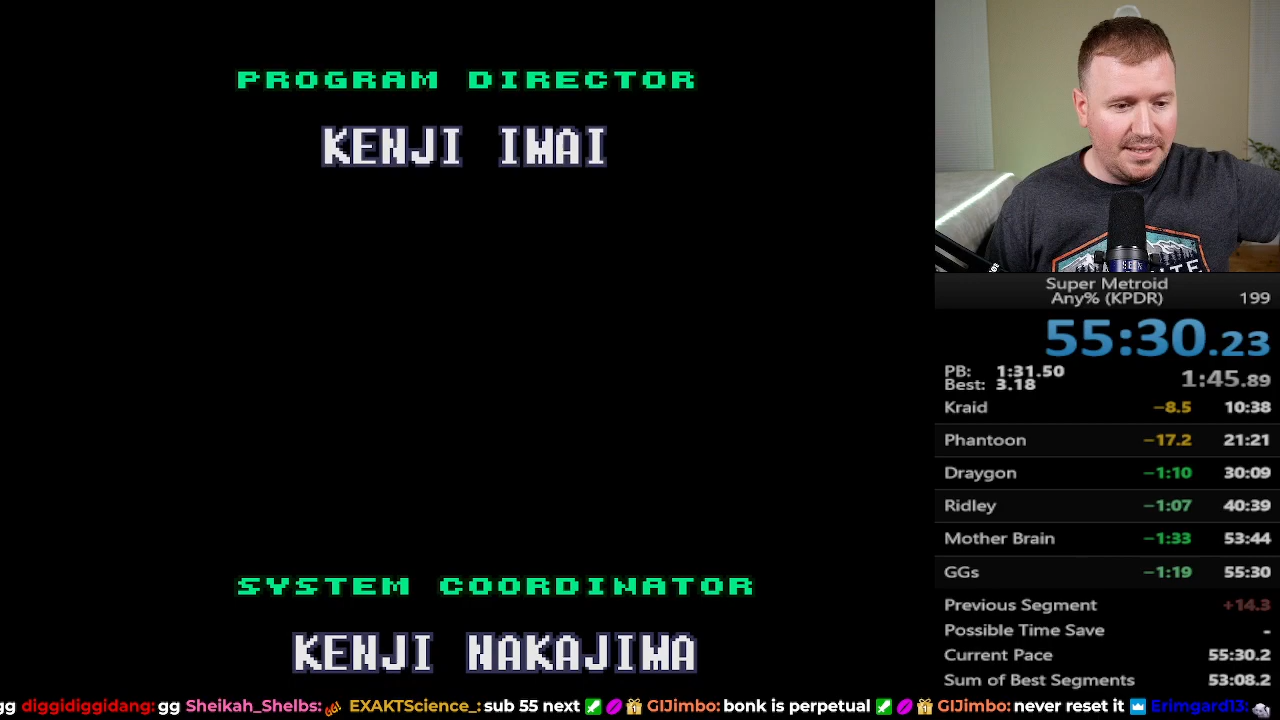 PROGRAM DIRECTOR
KENJI IWAI
SYSTEM COORDINATOR
KENJI NAKAJIMA
Super Metroid
Any% (KPDR) 199
55:30.23
PB: 1:31.50
Best: 3.18
1:45.89
Kraid -8.5 10:38
Phantoon -17.2 21:21
Draygon -1:10 30:09
Ridley -1:07 40:39
Mother Brain -1:33 53:44
GGs -1:19 55:30
Previous Segment +14.3
Possible Time Save -
Current Pace 55:30.2
Sum of Best Segments 53:08.2
gg diggidiggidang: gg Sheikah_Shelbs: EXAKTScience_: sub 55 next GIJimbo: bonk is perpetual GIJimbo: never reset it Erimgard13: